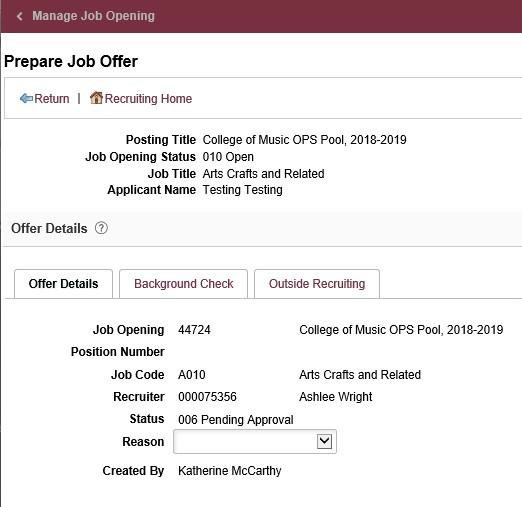 Manage Job Opening
Prepare Job Offer
Return | Recruiting Home
Posting Title College of Music OPS Pool, 2018-2019
Job Opening Status 010 Open
Job Title Arts Crafts and Related
Applicant Name Testing Testing
Offer Details ?
Offer Details Background Check Outside Recruiting
Job Opening 44724 College of Music OPS Pool, 2018-2019
Position Number
Job Code A010 Arts Crafts and Related
Recruiter 000075356 Ashlee Wright
Status 006 Pending Approval
Reason
Created By Katherine McCarthy